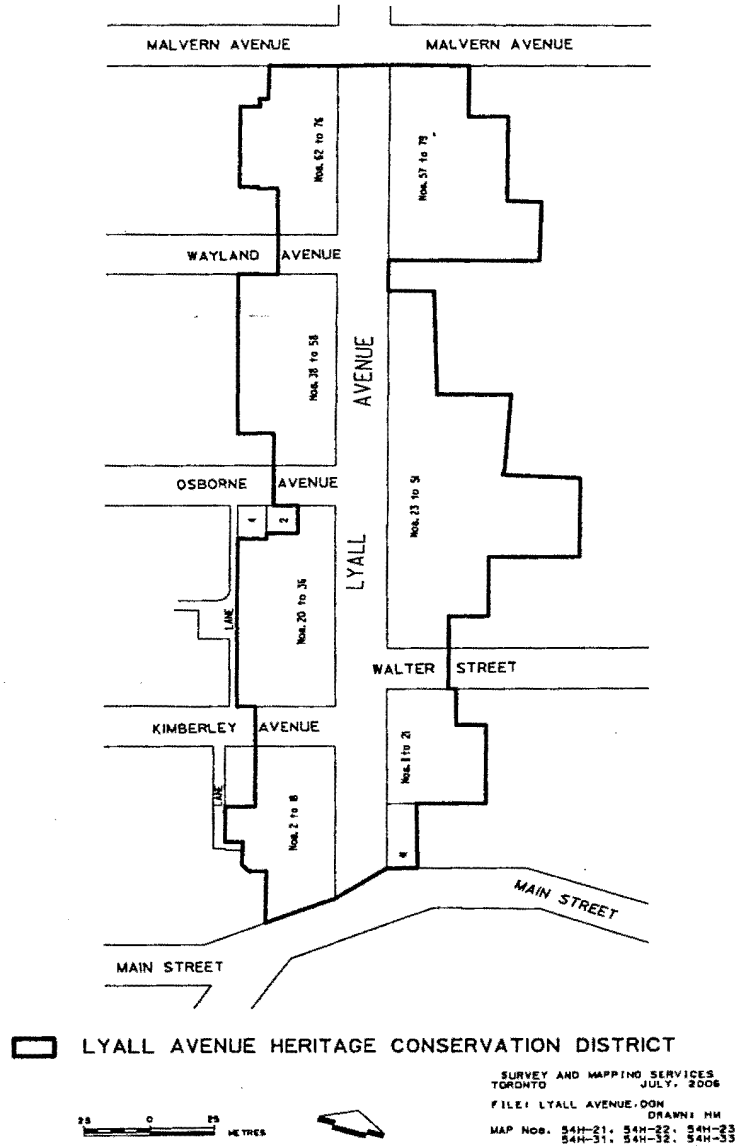 MALVERN AVENUE MALVERN AVENUE
Nos. 62 to 76
Nos. 57 to 79
WAYLAND AVENUE
Nos. 38 to 58
AVENUE
OSBORNE AVENUE
Nos. 23 to 51
4
2
LYALL
Nos. 20 to 36
LANE
WALTER STREET
KIMBERLEY AVENUE
Nos. 1 to 21
LANE
Nos. 2 to 18
MAIN STREET
MAIN STREET
LYALL AVENUE HERITAGE CONSERVATION DISTRICT
SURVEY AND MAPPING SERVICES
TORONTO JULY, 2006
FILE: LYALL AVENUE.DGN
DRAWN: HM
25 0 25 METRES
MAP Nos. 54H-21, 54H-22, 54H-23
54H-31, 54H-32, 54H-33